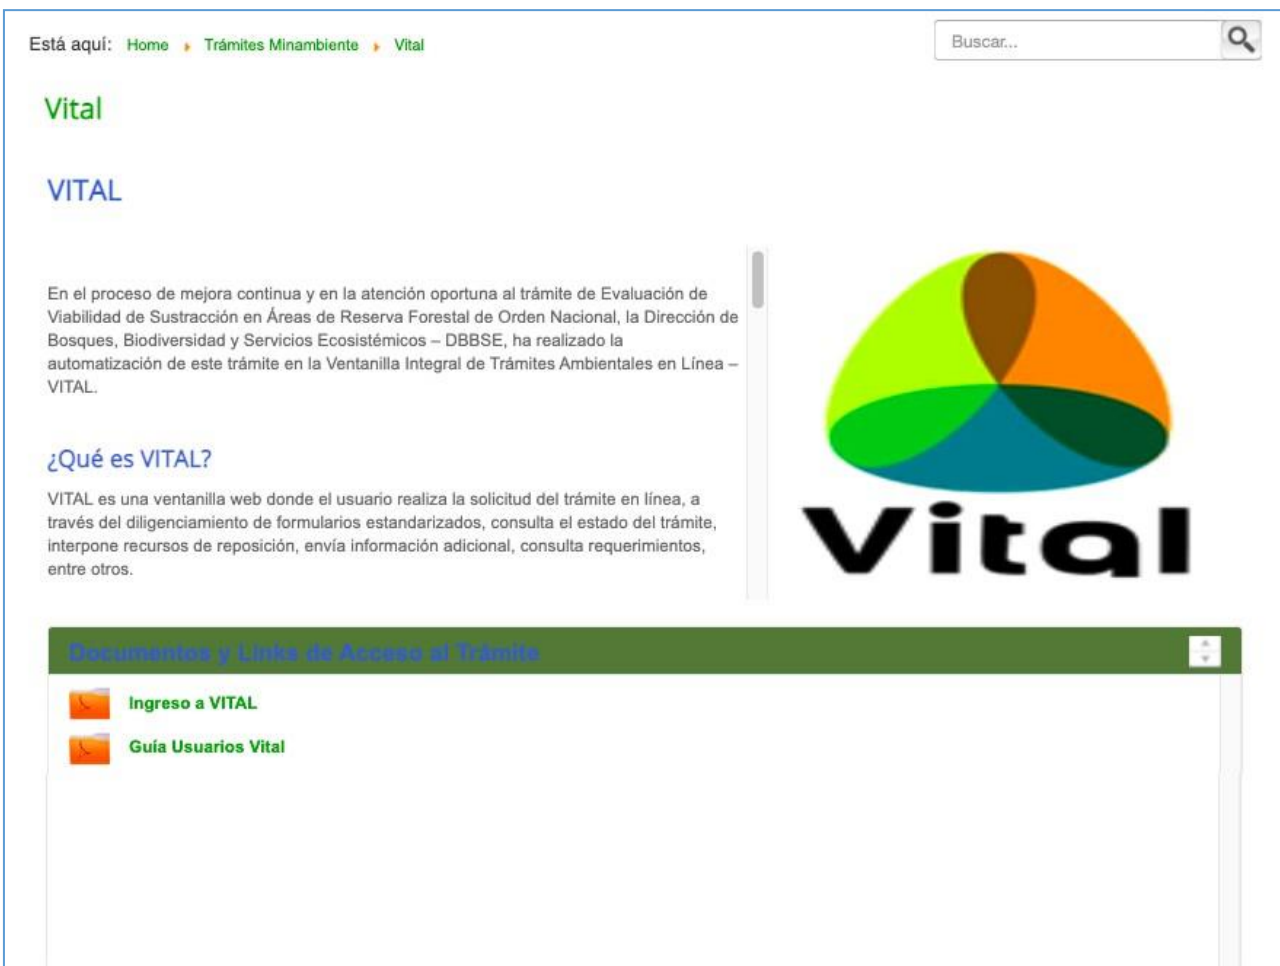 Está aquí: Home Trámites Minambiente Vital
Buscar...
Vital
VITAL
En el proceso de mejora continua y en la atención oportuna al trámite de Evaluación de
Viabilidad de Sustracción en Áreas de Reserva Forestal de Orden Nacional, la Dirección de
Bosques, Biodiversidad y Servicios Ecosistémicos – DBBSE, ha realizado la
automatización de este trámite en la Ventanilla Integral de Trámites Ambientales en Línea –
VITAL.
¿Qué es VITAL?
VITAL es una ventanilla web donde el usuario realiza la solicitud del trámite en línea, a
través del diligenciamiento de formularios estandarizados, consulta el estado del trámite,
interpone recursos de reposición, envía información adicional, consulta requerimientos,
entre otros.
Vital
Documentos y Links de Acceso al Trámite
Ingreso a VITAL
Guía Usuarios Vital